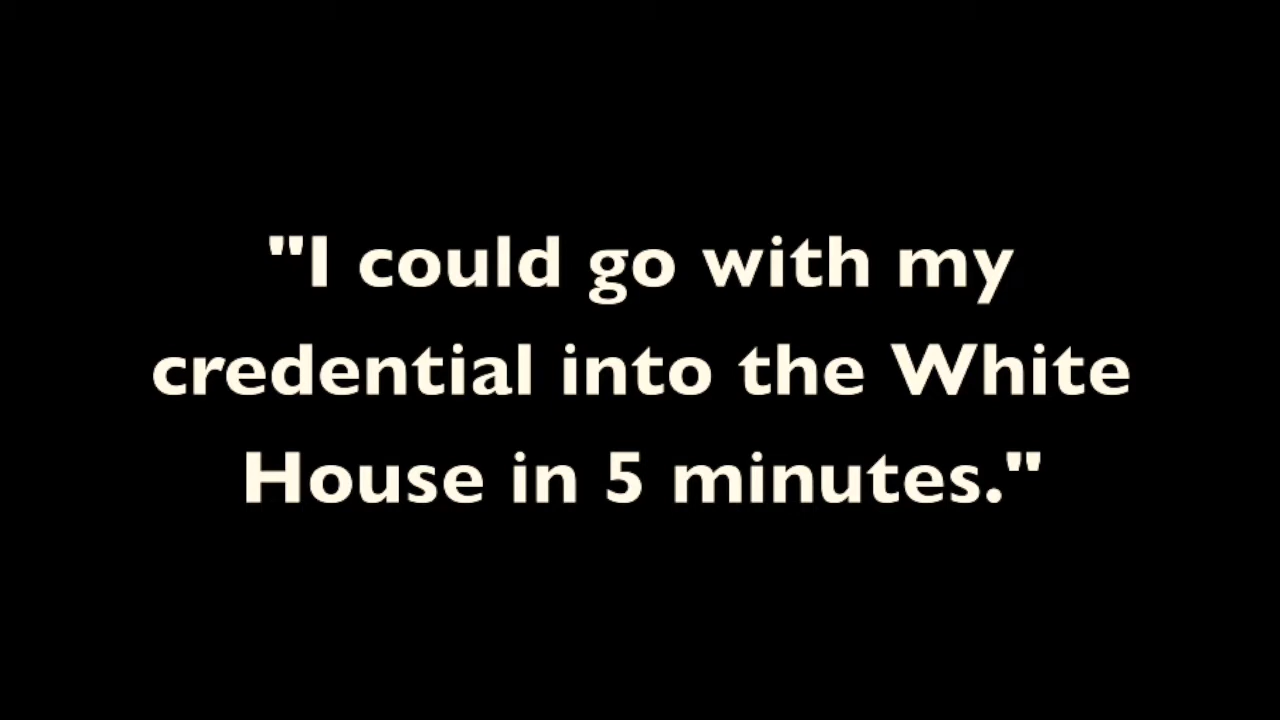 "I could go with my
credential into the White
House in 5 minutes."